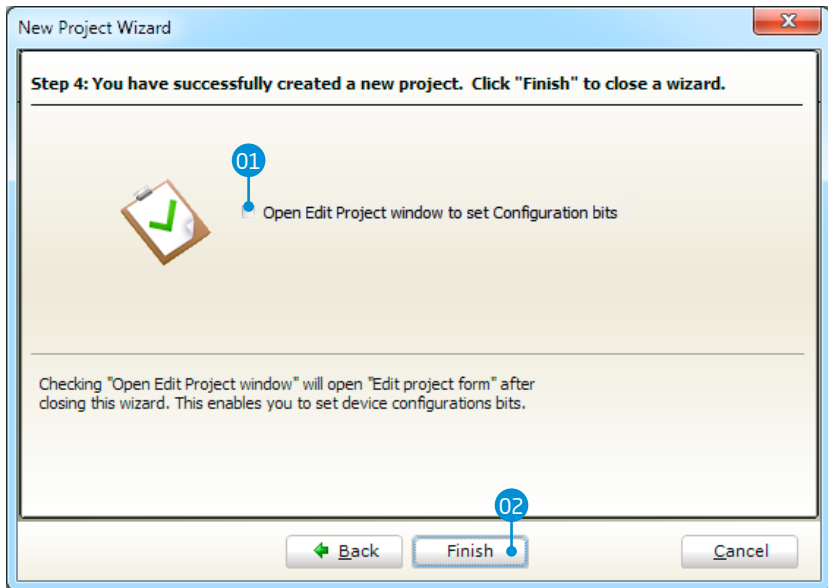 New Project Wizard
X
Step 4: You have successfully created a new project. Click "Finish" to close a wizard.
01
Open Edit Project window to set Configuration bits
Checking "Open Edit Project window" will open "Edit project form" after
closing this wizard. This enables you to set device configurations bits.
02
Back Finish Cancel